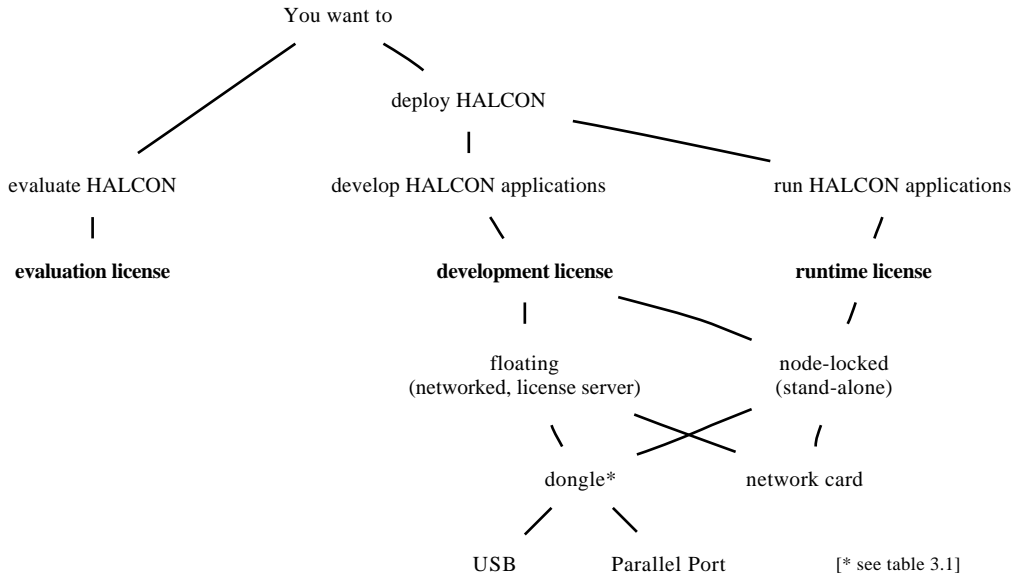 You want to
deploy HALCON
evaluate HALCON
develop HALCON applications
run HALCON applications
evaluation license
development license
runtime license
floating
(networked, license server)
node-locked
(stand-alone)
dongle*
network card
USB
Parallel Port
[* see table 3.1]